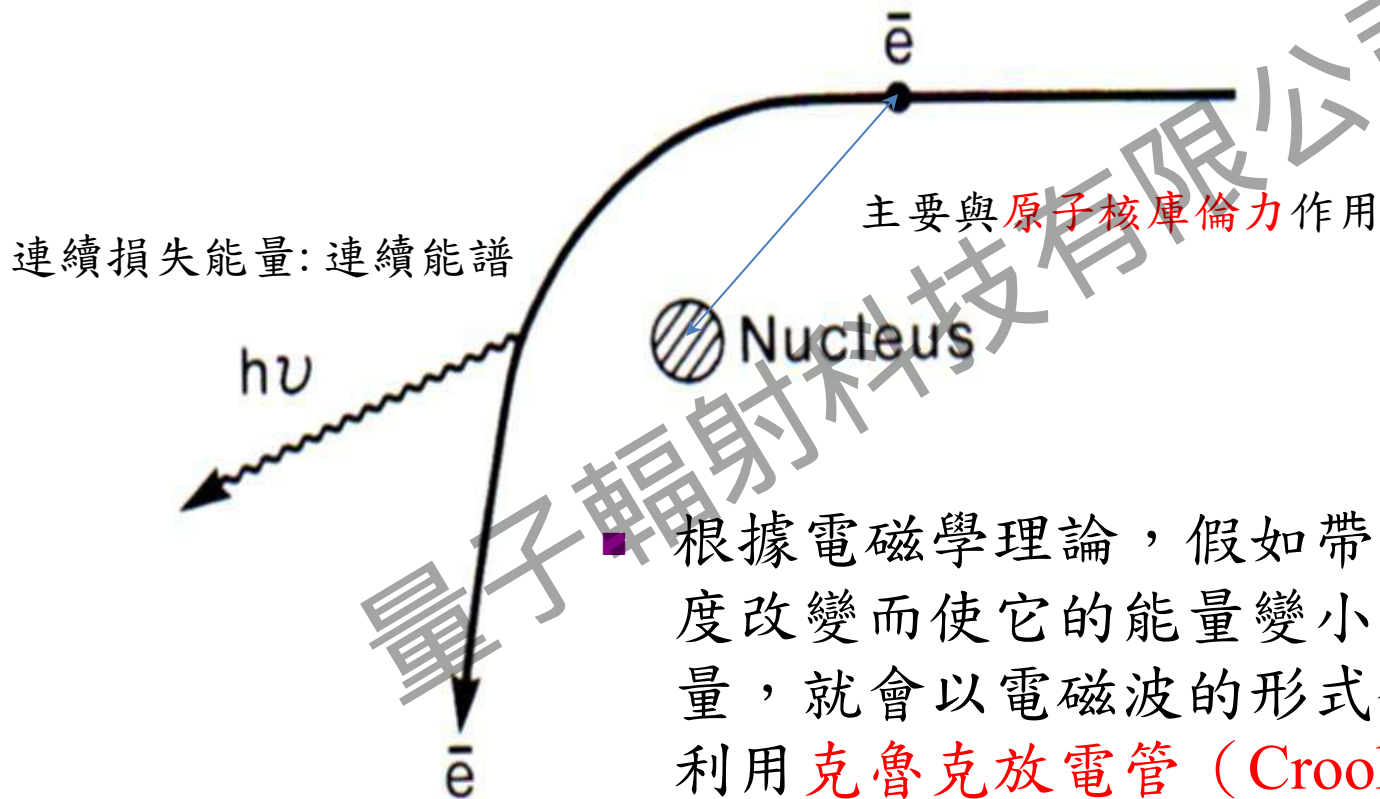 ē
主要與原子核庫倫力作用
連續損失能量:連續能譜
Nucleus
hυ
根據電磁學理論，假如帶
度改變而使它的能量變小
量，就會以電磁波的形式
利用克魯克放電管（Crook
ē
量子輻射科技有限公司